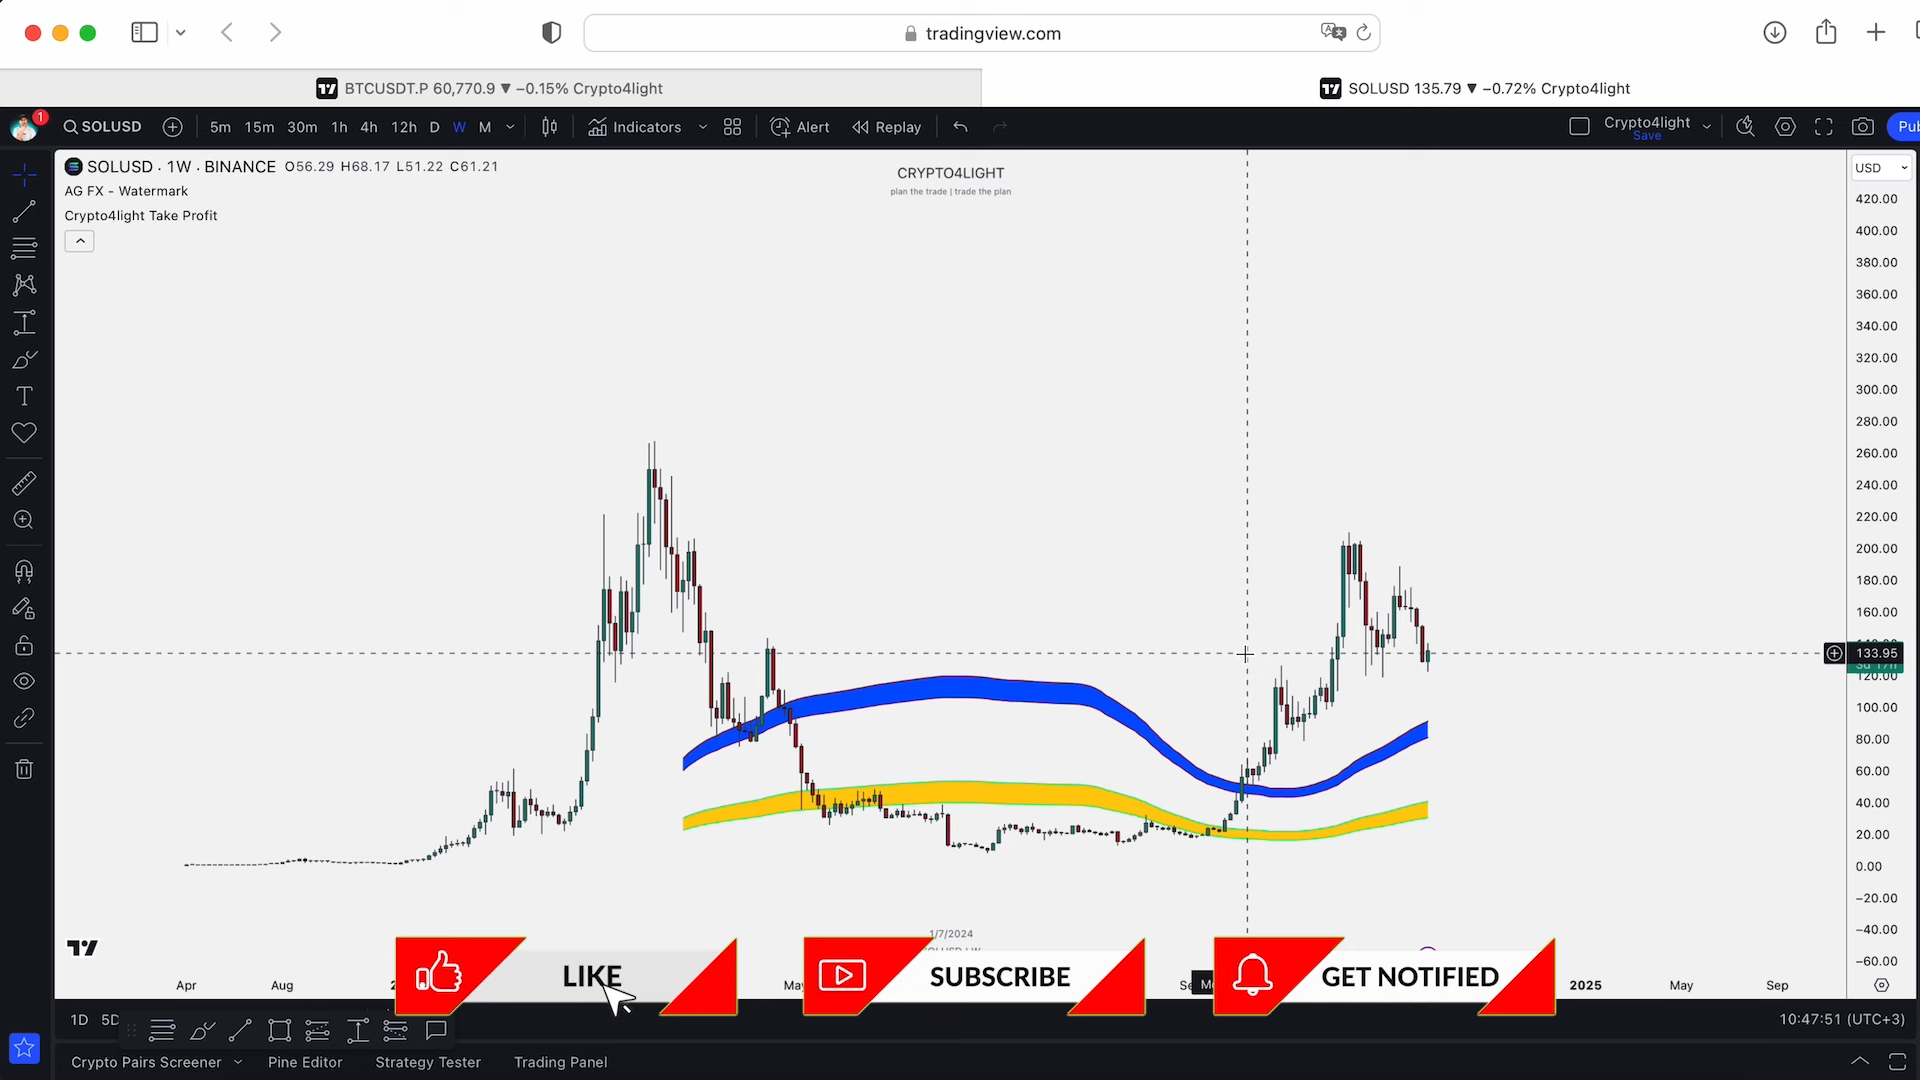 tradingview.com
BTCUSDT.P 60,770.9 ▼ −0.15% Crypto4light
SOLUSD 135.79 ▼ −0.72% Crypto4light
1
SOLUSD
5m 15m 30m 1h 4h 12h D W M
Indicators
Alert
Replay
Crypto4light
Save
SOLUSD · 1W · BINANCE O56.29 H68.17 L51.22 C61.21
AG FX - Watermark
Crypto4light Take Profit
CRYPTO4LIGHT
plan the trade | trade the plan
USD
420.00
400.00
380.00
360.00
340.00
320.00
300.00
280.00
260.00
240.00
220.00
200.00
180.00
160.00
133.95
120.00
100.00
80.00
60.00
40.00
20.00
0.00
−20.00
−40.00
−60.00
1/7/2024
LIKE
SUBSCRIBE
GET NOTIFIED
Apr
Aug
2025
May
Sep
1D
10:47:51 (UTC+3)
Crypto Pairs Screener
Pine Editor
Strategy Tester
Trading Panel